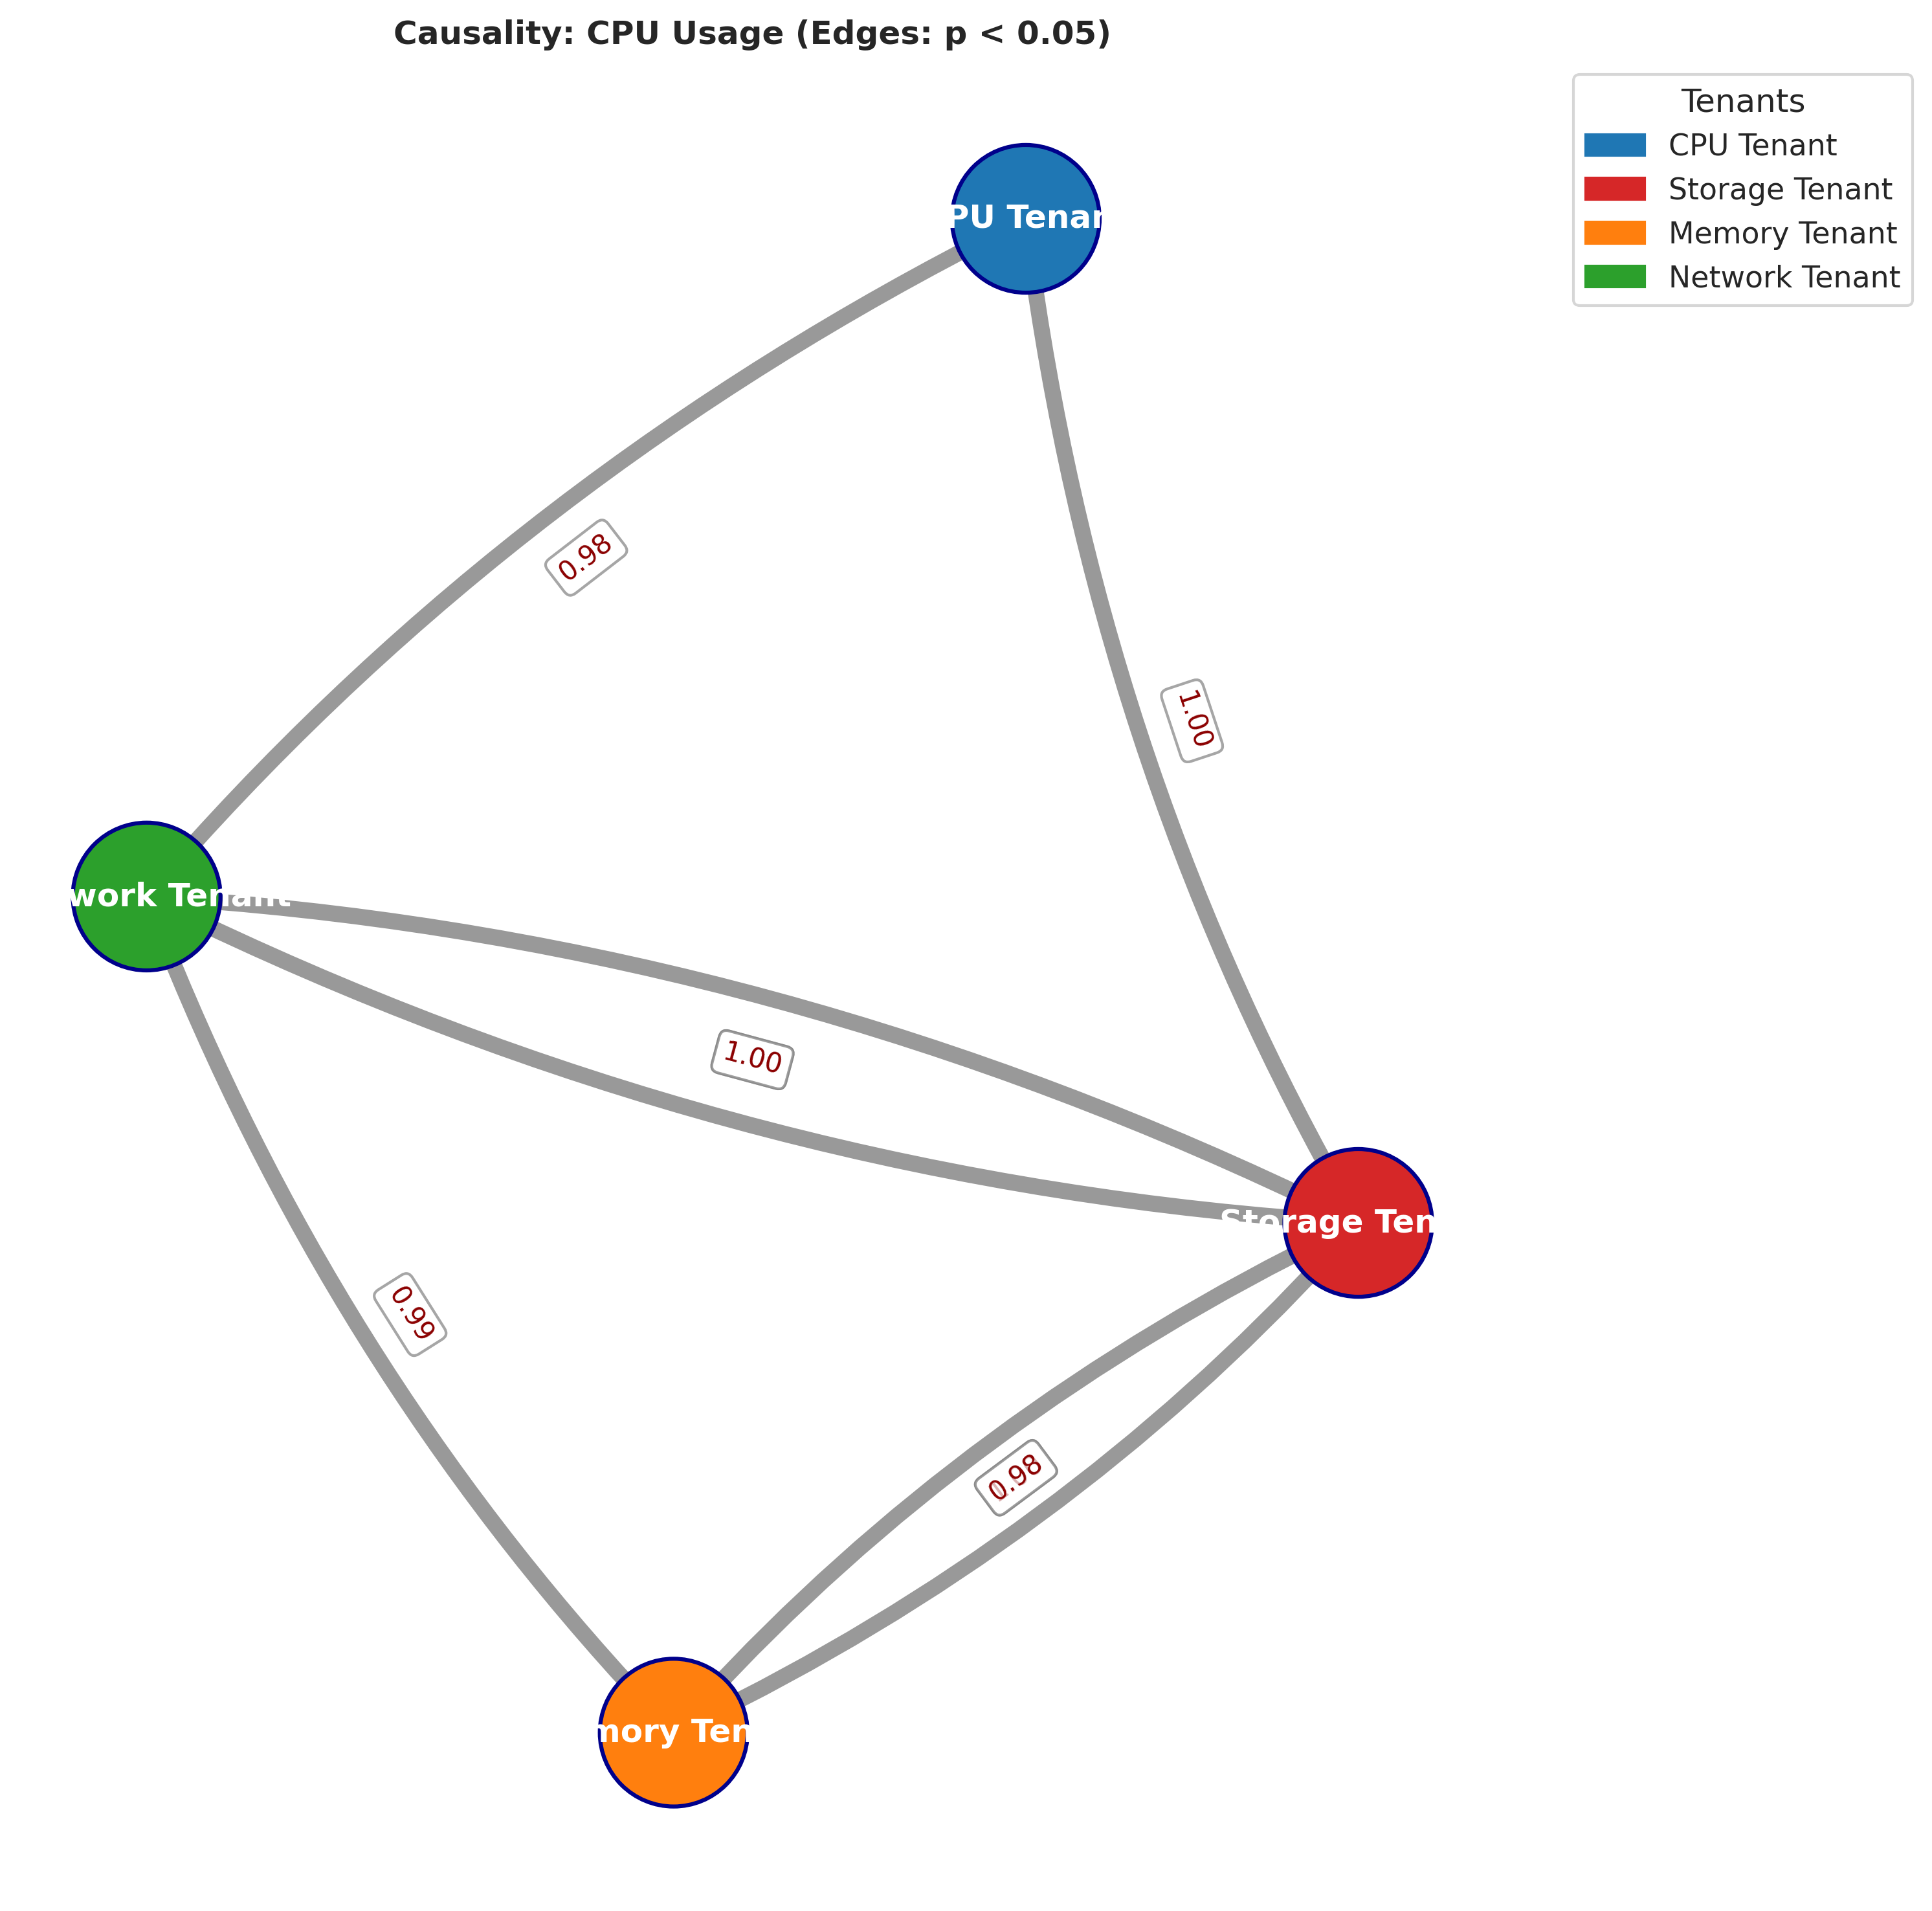 Causality: CPU Usage (Edges: p < 0.05)
Tenants
CPU Tenant
Storage Tenant
Memory Tenant
Network Tenant
PU Tenan
0.98
1.00
work Tenant
1.00
Storage Ten
0.99
0.98
mory Ten